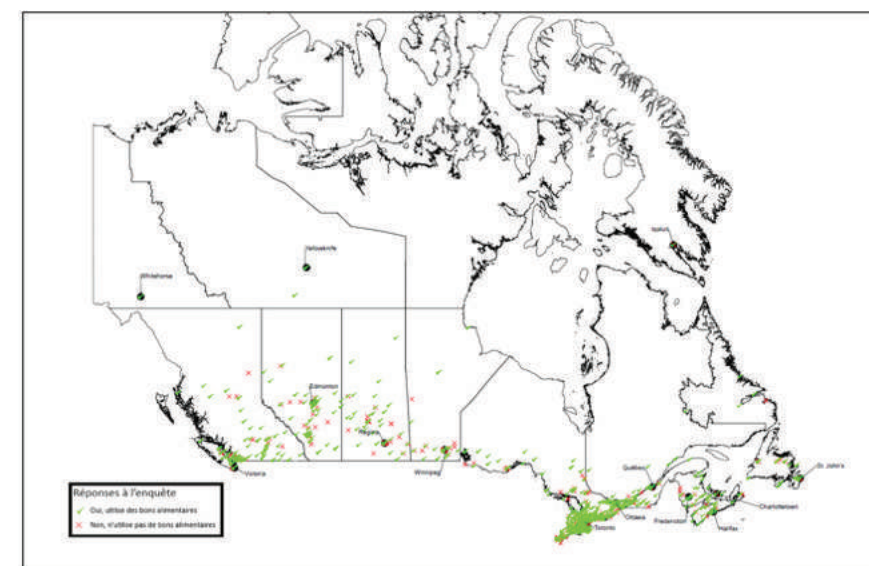 Iqaluit
Yellowknife
Whitehorse
Edmonton
Regina
Québec
St. John's
Victoria
Winnipeg
Charlottetown
Ottawa
Toronto
Fredericton
Halifax
Réponses à l'enquête
Oui, utilise des bons alimentaires
Non, n'utilise pas de bons alimentaires